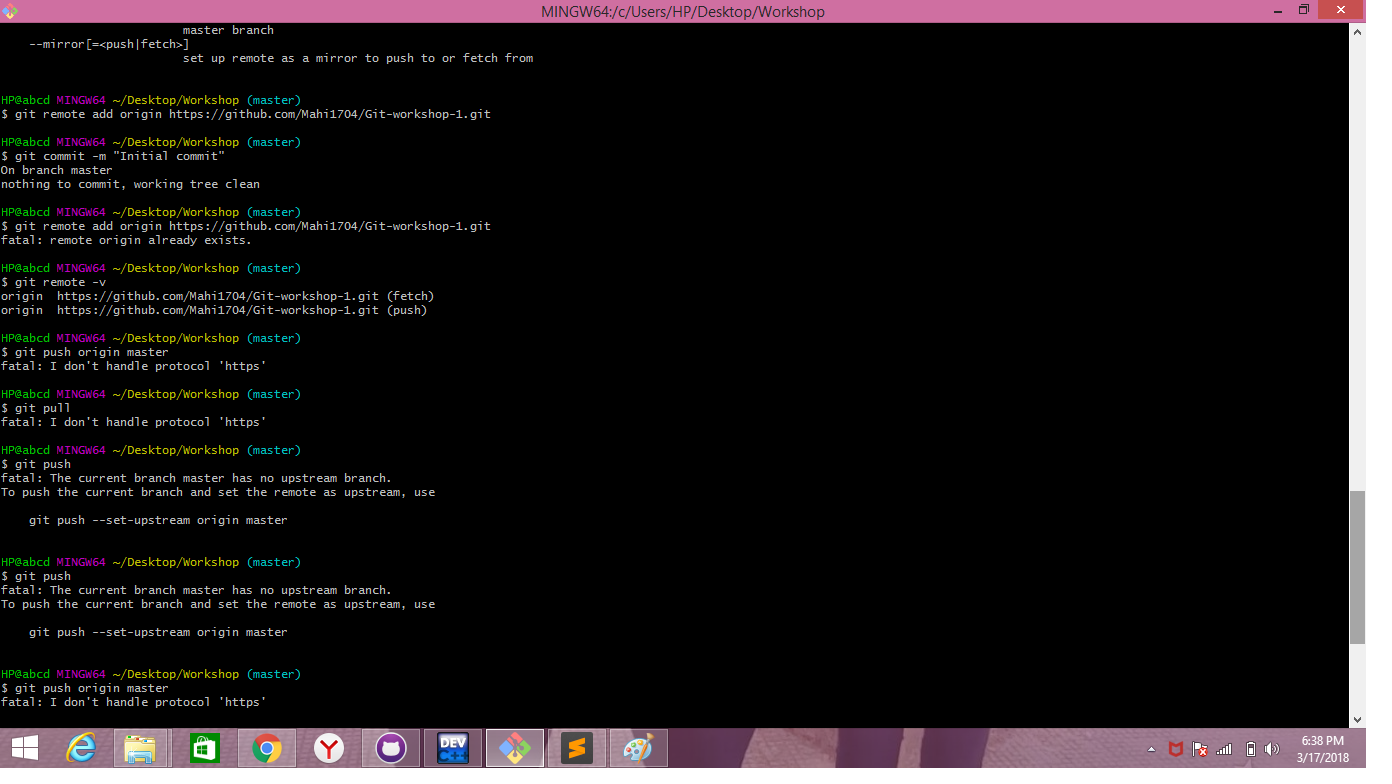 MINGW64:/c/Users/HP/Desktop/Workshop
master branch
--mirror[=<push|fetch>]
set up remote as a mirror to push to or fetch from
HP@abcd MINGW64 ~/Desktop/Workshop (master)
$ git remote add origin https://github.com/Mahi1704/Git-workshop-1.git
HP@abcd MINGW64 ~/Desktop/Workshop (master)
$ git commit -m "Initial commit"
On branch master
nothing to commit, working tree clean
HP@abcd MINGW64 ~/Desktop/Workshop (master)
$ git remote add origin https://github.com/Mahi1704/Git-workshop-1.git
fatal: remote origin already exists.
HP@abcd MINGW64 ~/Desktop/Workshop (master)
$ git remote -v
origin  https://github.com/Mahi1704/Git-workshop-1.git (fetch)
origin  https://github.com/Mahi1704/Git-workshop-1.git (push)
HP@abcd MINGW64 ~/Desktop/Workshop (master)
$ git push origin master
fatal: I don't handle protocol 'https'
HP@abcd MINGW64 ~/Desktop/Workshop (master)
$ git pull
fatal: I don't handle protocol 'https'
HP@abcd MINGW64 ~/Desktop/Workshop (master)
$ git push
fatal: The current branch master has no upstream branch.
To push the current branch and set the remote as upstream, use
git push --set-upstream origin master
HP@abcd MINGW64 ~/Desktop/Workshop (master)
$ git push
fatal: The current branch master has no upstream branch.
To push the current branch and set the remote as upstream, use
git push --set-upstream origin master
HP@abcd MINGW64 ~/Desktop/Workshop (master)
$ git push origin master
fatal: I don't handle protocol 'https'
DEV
C++
6:38 PM
3/17/2018